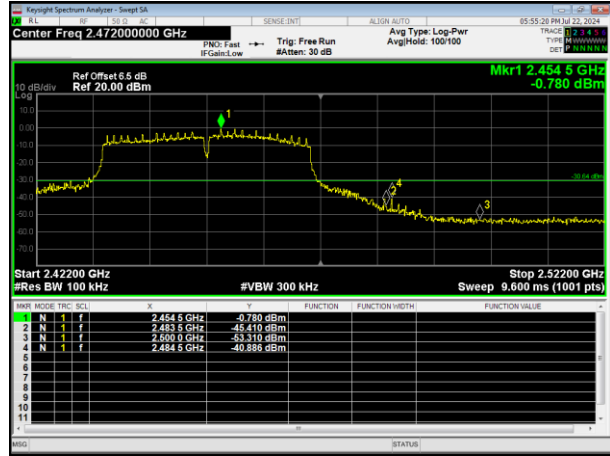 Keysight Spectrum Analyzer - Swept SA
RL RF 50 Ω AC SENSE:INT ALIGN AUTO 05:55:20 PM Jul 22, 2024
Center Freq 2.472000000 GHz
PNO: Fast
IFGain:Low
Trig: Free Run
#Atten: 30 dB
Avg Type: Log-Pwr
Avg|Hold: 100/100
TRACE 1 2 3 4 5 6
TYPE M WWWWW
DET P NNNNN
Ref Offset 6.5 dB
10 dB/div Ref 20.00 dBm
Log
Mkr1 2.454 5 GHz
-0.780 dBm
10.0
0.00
-10.0
-20.0
-30.0
-40.0
-50.0
-60.0
-70.0
1
2
4
3
-30.64 dBm
Start 2.42200 GHz Stop 2.52200 GHz
#Res BW 100 kHz #VBW 300 kHz Sweep 9.600 ms (1001 pts)
MKR MODE TRC SCL X Y FUNCTION FUNCTION WIDTH FUNCTION VALUE
1 N 1 f 2.454 5 GHz -0.780 dBm
2 N 1 f 2.483 5 GHz -45.410 dBm
3 N 1 f 2.500 0 GHz -53.310 dBm
4 N 1 f 2.484 5 GHz -40.886 dBm
5
6
7
8
9
10
11
MSG STATUS